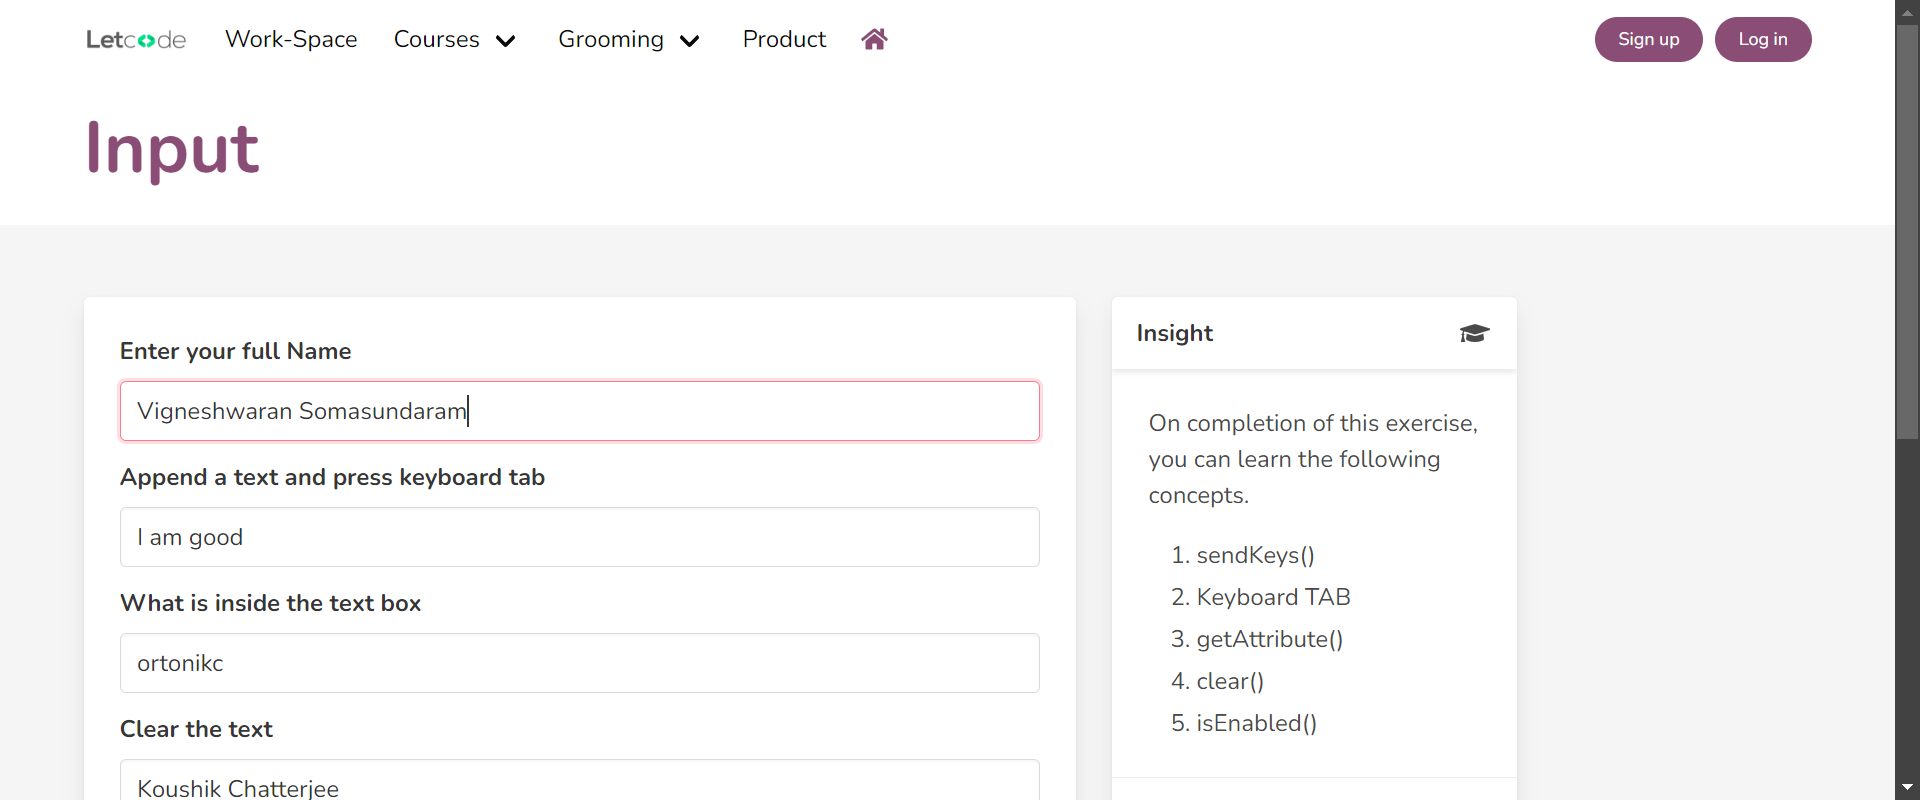 Letcode Work-Space Courses Grooming Product Sign up Log in
Input
Enter your full Name
Vigneshwaran Somasundaram
Append a text and press keyboard tab
I am good
What is inside the text box
ortonikc
Clear the text
Koushik Chatterjee
Insight
On completion of this exercise,
you can learn the following
concepts.
1. sendKeys()
2. Keyboard TAB
3. getAttribute()
4. clear()
5. isEnabled()